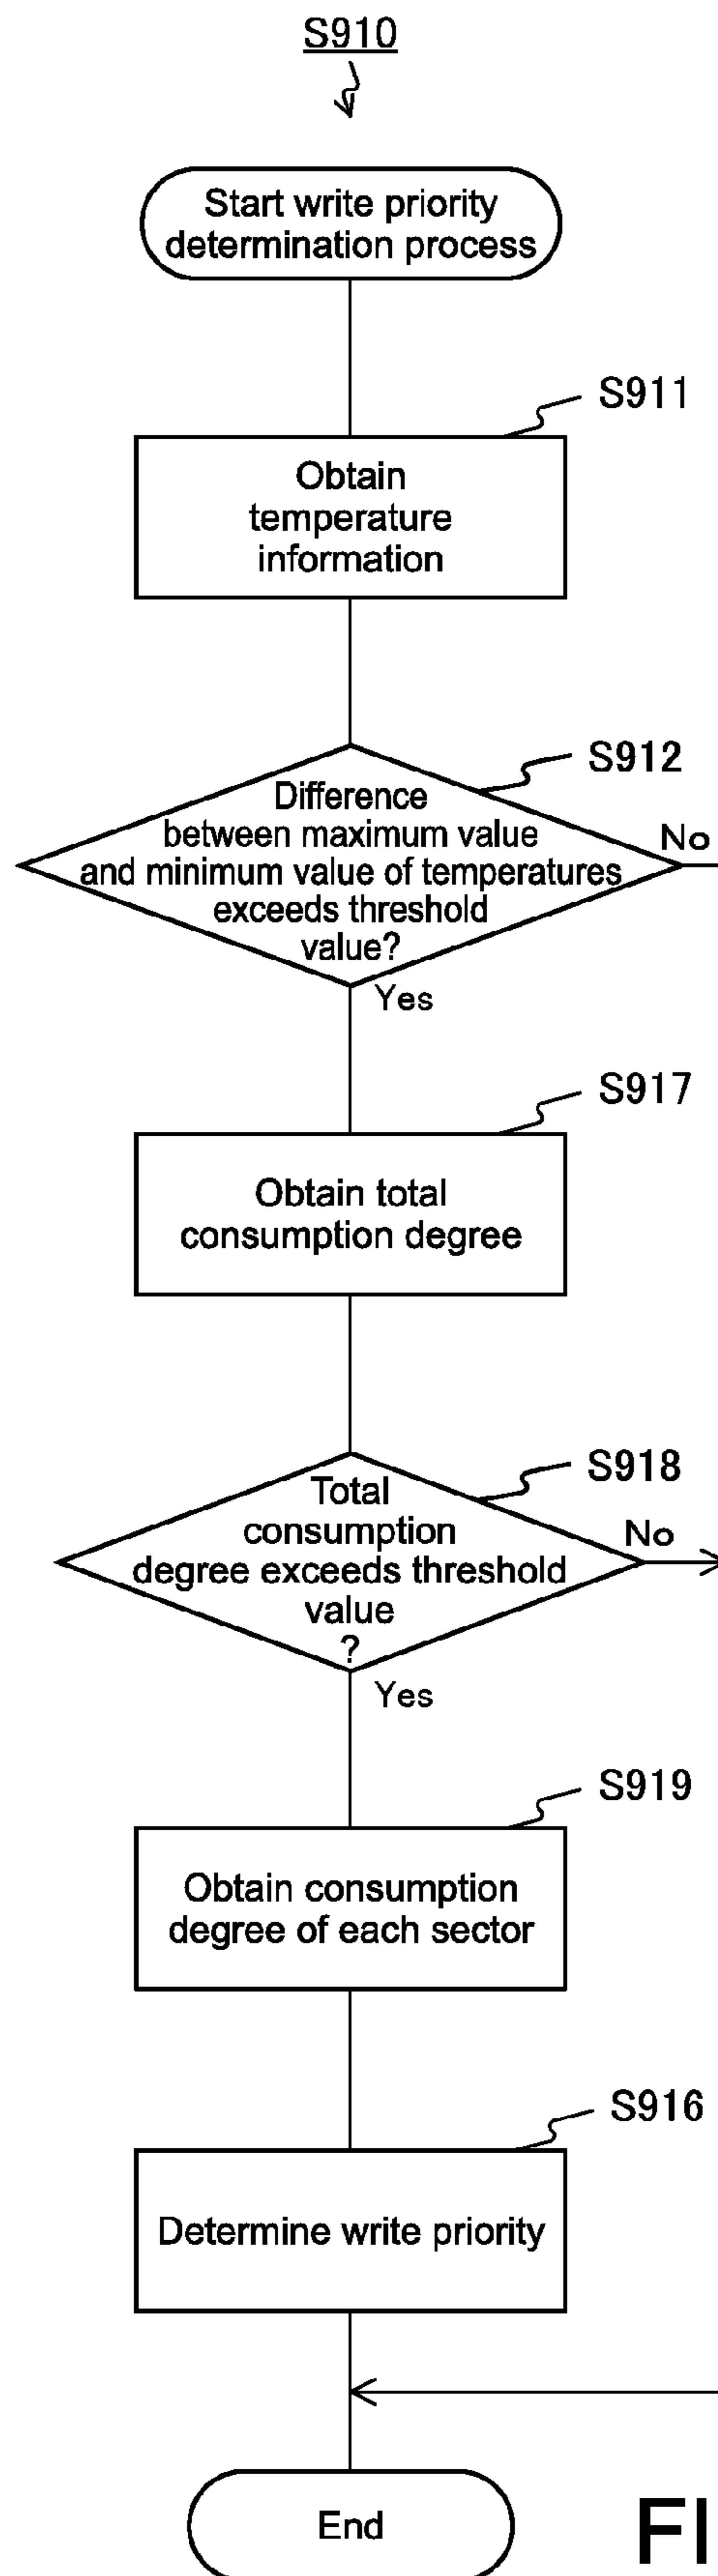 S910
Start write priority
determination process
S911
Obtain
temperature
information
S912
Difference
between maximum value
and minimum value of temperatures
exceeds threshold
value?
No
Yes
S917
Obtain total
consumption degree
S918
Total
consumption
degree exceeds threshold
value
?
No
Yes
S919
Obtain consumption
degree of each sector
S916
Determine write priority
End
FI